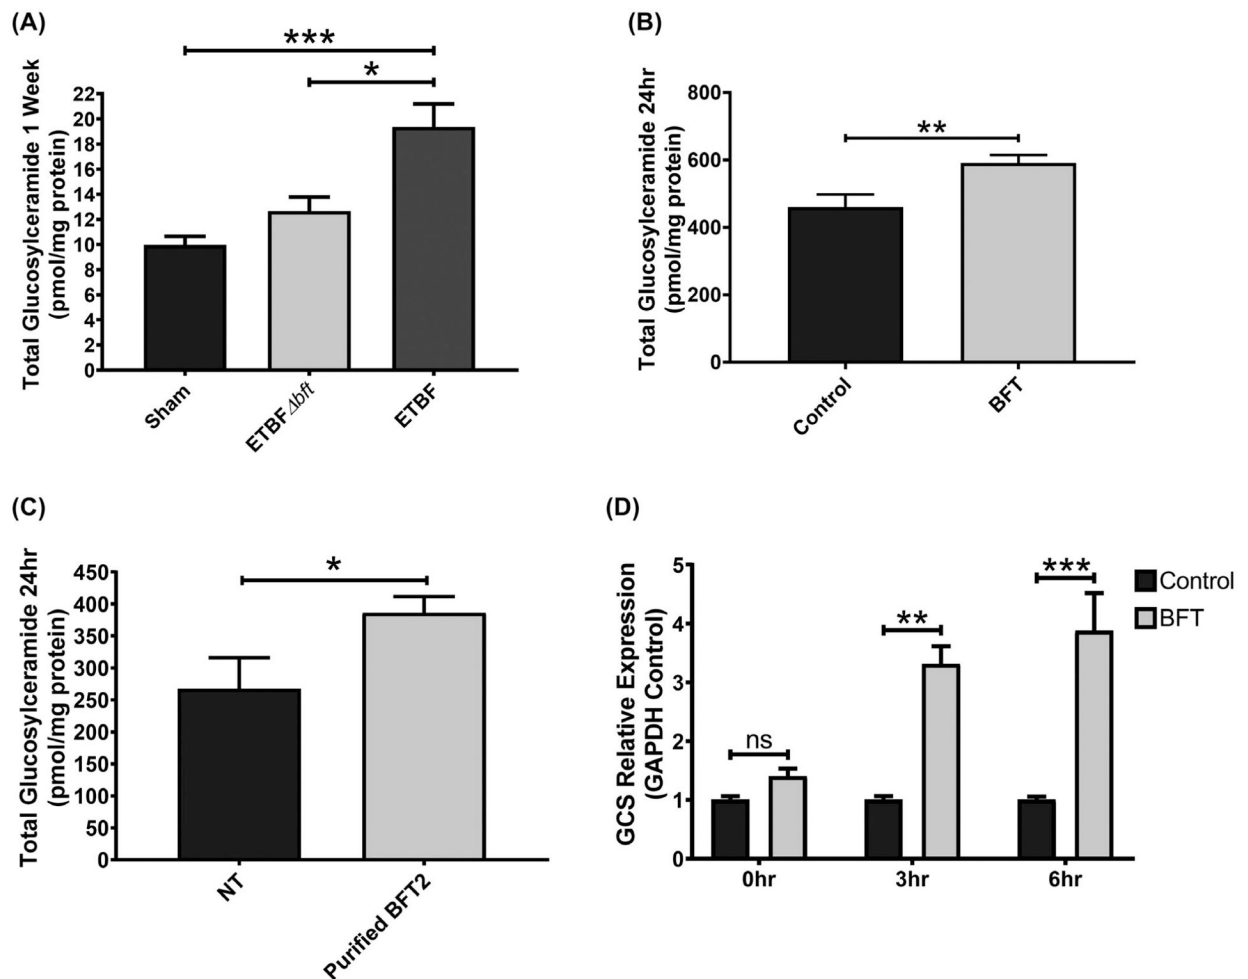 (A)
***
*
Total Glucosylceramide 1 Week
(pmol/mg protein)
22
20
18
16
14
12
10
8
6
4
2
0
Sham
ETBFΔbft
ETBF
(B)
**
Total Glucosylceramide 24hr
(pmol/mg protein)
800
600
400
200
0
Control
BFT
(C)
*
Total Glucosylceramide 24hr
(pmol/mg protein)
450
400
350
300
250
200
150
100
50
0
NT
Purified BFT2
(D)
GCS Relative Expression
(GAPDH Control)
5
4
3
2
1
0
ns
**
***
0hr
3hr
6hr
Control
BFT